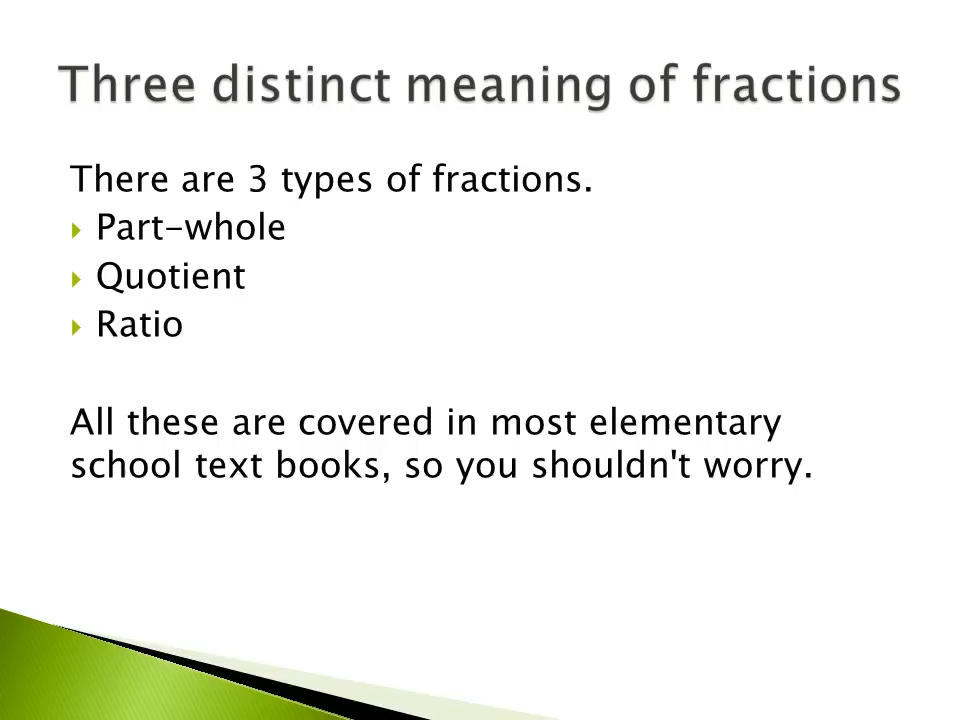 Three distinct meaning of fractions
There are 3 types of fractions.
Part-whole
Quotient
Ratio
All these are covered in most elementary
school text books, so you shouldn't worry.